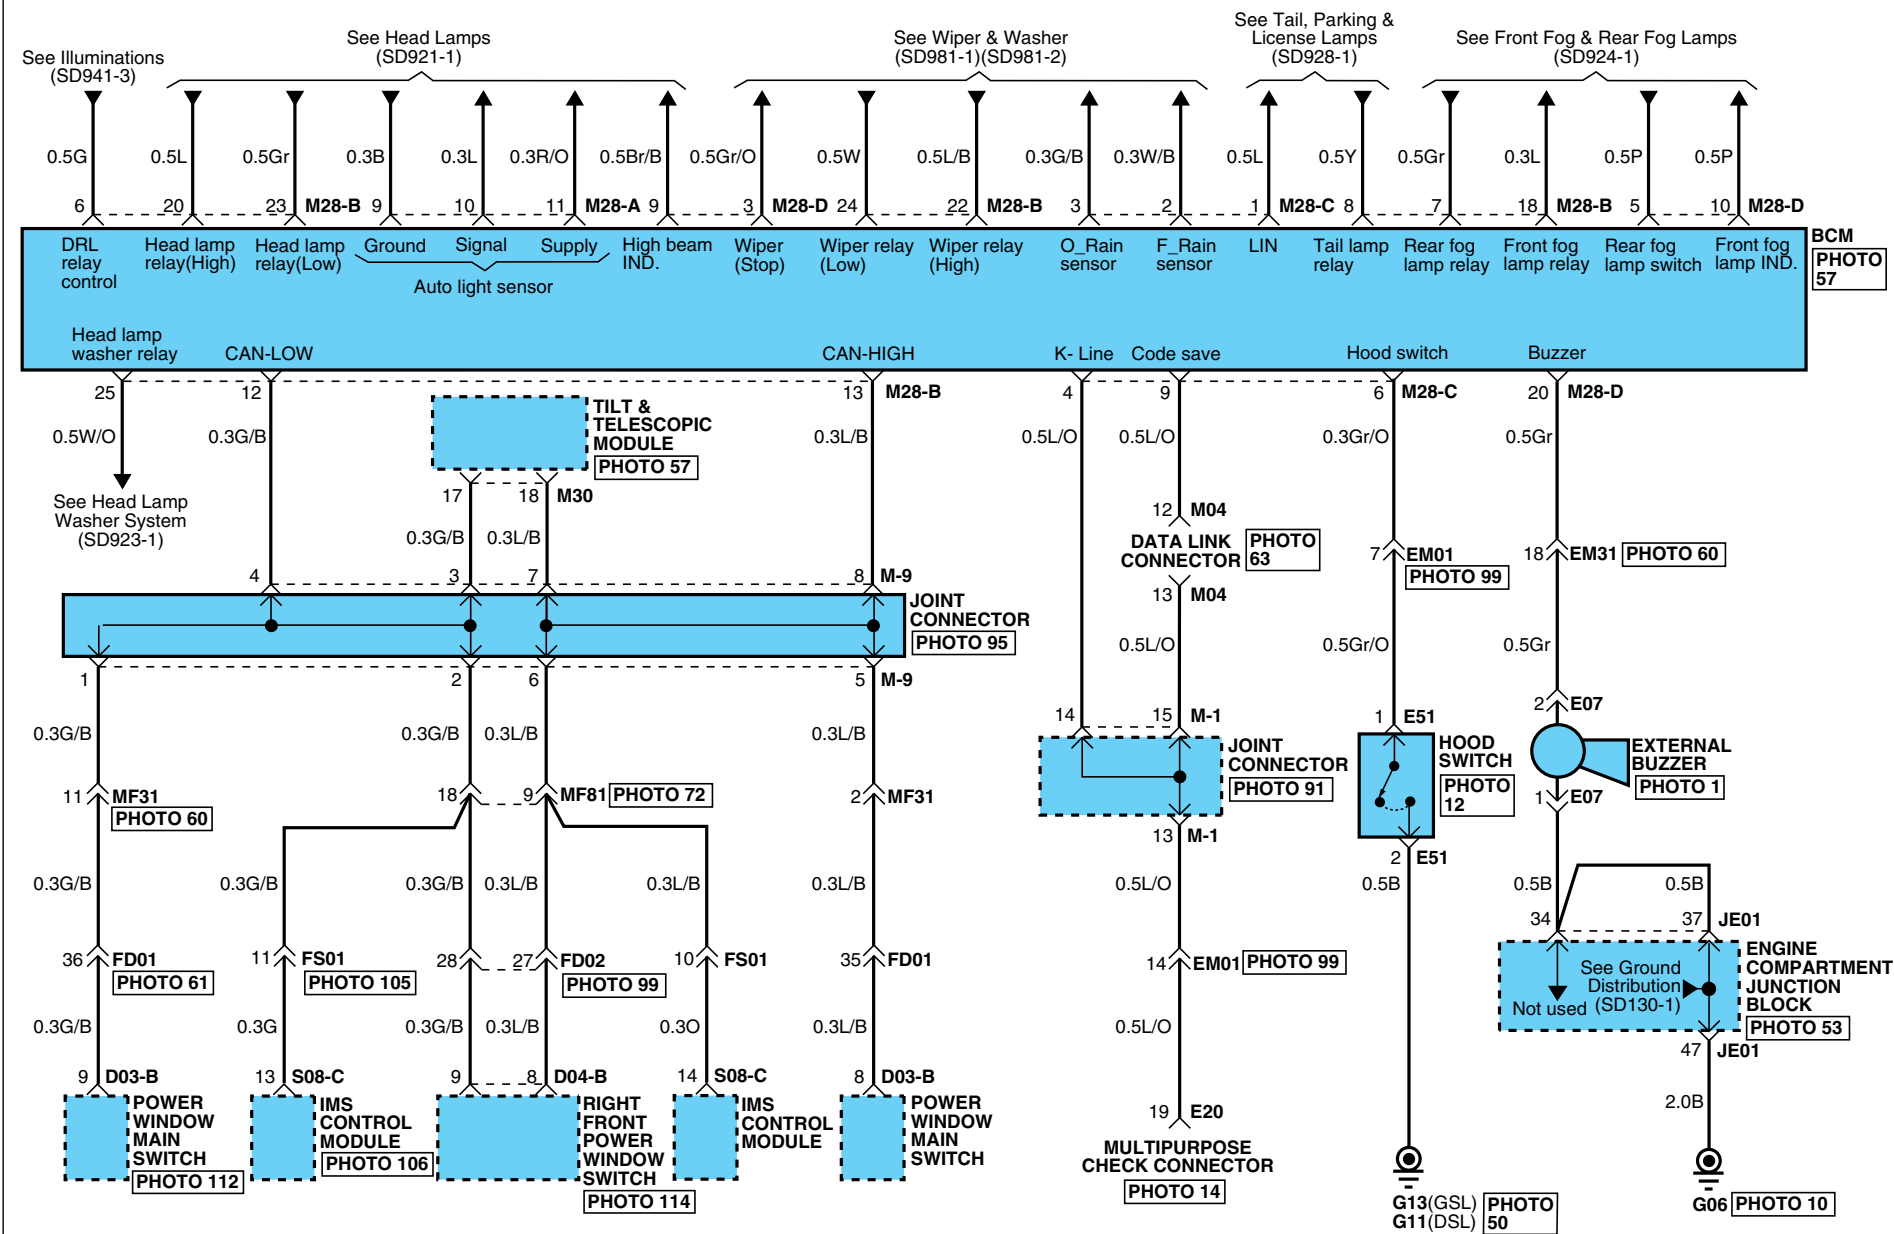 See Illuminations
(SD941-3)
See Head Lamps
(SD921-1)
See Wiper & Washer
(SD981-1)(SD981-2)
See Tail, Parking &
License Lamps
(SD928-1)
See Front Fog & Rear Fog Lamps
(SD924-1)
0.5G 0.5L 0.5Gr 0.3B 0.3L 0.3R/O 0.5Br/B 0.5Gr/O 0.5W 0.5L/B 0.3G/B 0.3W/B 0.5L 0.5Y 0.5Gr 0.3L 0.5P 0.5P
6 20 23 M28-B 9 10 11 M28-A 9 3 M28-D 24 22 M28-B 3 2 1 M28-C 8 7 18 M28-B 5 10 M28-D
DRL
relay
control
Head lamp
relay(High)
Head lamp
relay(Low)
Ground
Signal
Supply
Auto light sensor
High beam
IND.
Wiper
(Stop)
Wiper relay
(Low)
Wiper relay
(High)
O_Rain
sensor
F_Rain
sensor
LIN
Tail lamp
relay
Rear fog
lamp relay
Front fog
lamp relay
Rear fog
lamp switch
Front fog
lamp IND.
BCM
PHOTO
57
Head lamp
washer relay
CAN-LOW
CAN-HIGH
K- Line
Code save
Hood switch
Buzzer
25 12 13 M28-B 4 9 6 M28-C 20 M28-D
0.5W/O 0.3G/B 0.3L/B 0.5L/O 0.5L/O 0.3Gr/O 0.5Gr
TILT &
TELESCOPIC
MODULE
PHOTO 57
See Head Lamp
Washer System
(SD923-1)
17 18 M30
0.3G/B 0.3L/B
12 M04
DATA LINK
CONNECTOR
PHOTO
63
13 M04
7 EM01
PHOTO 99
18 EM31 PHOTO 60
4 3 7 8 M-9
JOINT
CONNECTOR
PHOTO 95
0.5L/O 0.5Gr/O 0.5Gr
1 2 6 5 M-9
0.3G/B 0.3G/B 0.3L/B 0.3L/B
14 15 M-1
JOINT
CONNECTOR
PHOTO 91
13 M-1
1 E51
HOOD
SWITCH
PHOTO
12
2 E51
2 E07
EXTERNAL
BUZZER
PHOTO 1
1 E07
11 MF31
PHOTO 60
18 9 MF81 PHOTO 72
2 MF31
0.3G/B 0.3G/B 0.3G/B 0.3L/B 0.3L/B 0.3L/B 0.5L/O 0.5B 0.5B 0.5B
34 37 JE01
36 FD01
PHOTO 61
11 FS01
PHOTO 105
28 27 FD02
PHOTO 99
10 FS01
35 FD01
14 EM01 PHOTO 99
See Ground
Distribution
(SD130-1)
Not used
ENGINE
COMPARTMENT
JUNCTION
BLOCK
PHOTO 53
47 JE01
0.3G/B 0.3G 0.3G/B 0.3L/B 0.3O 0.3L/B 0.5L/O
2.0B
9 D03-B
POWER
WINDOW
MAIN
SWITCH
PHOTO 112
13 S08-C
IMS
CONTROL
MODULE
PHOTO 106
9 8 D04-B
RIGHT
FRONT
POWER
WINDOW
SWITCH
PHOTO 114
14 S08-C
IMS
CONTROL
MODULE
8 D03-B
POWER
WINDOW
MAIN
SWITCH
19 E20
MULTIPURPOSE
CHECK CONNECTOR
PHOTO 14
G13(GSL)
G11(DSL)
PHOTO
50
G06 PHOTO 10